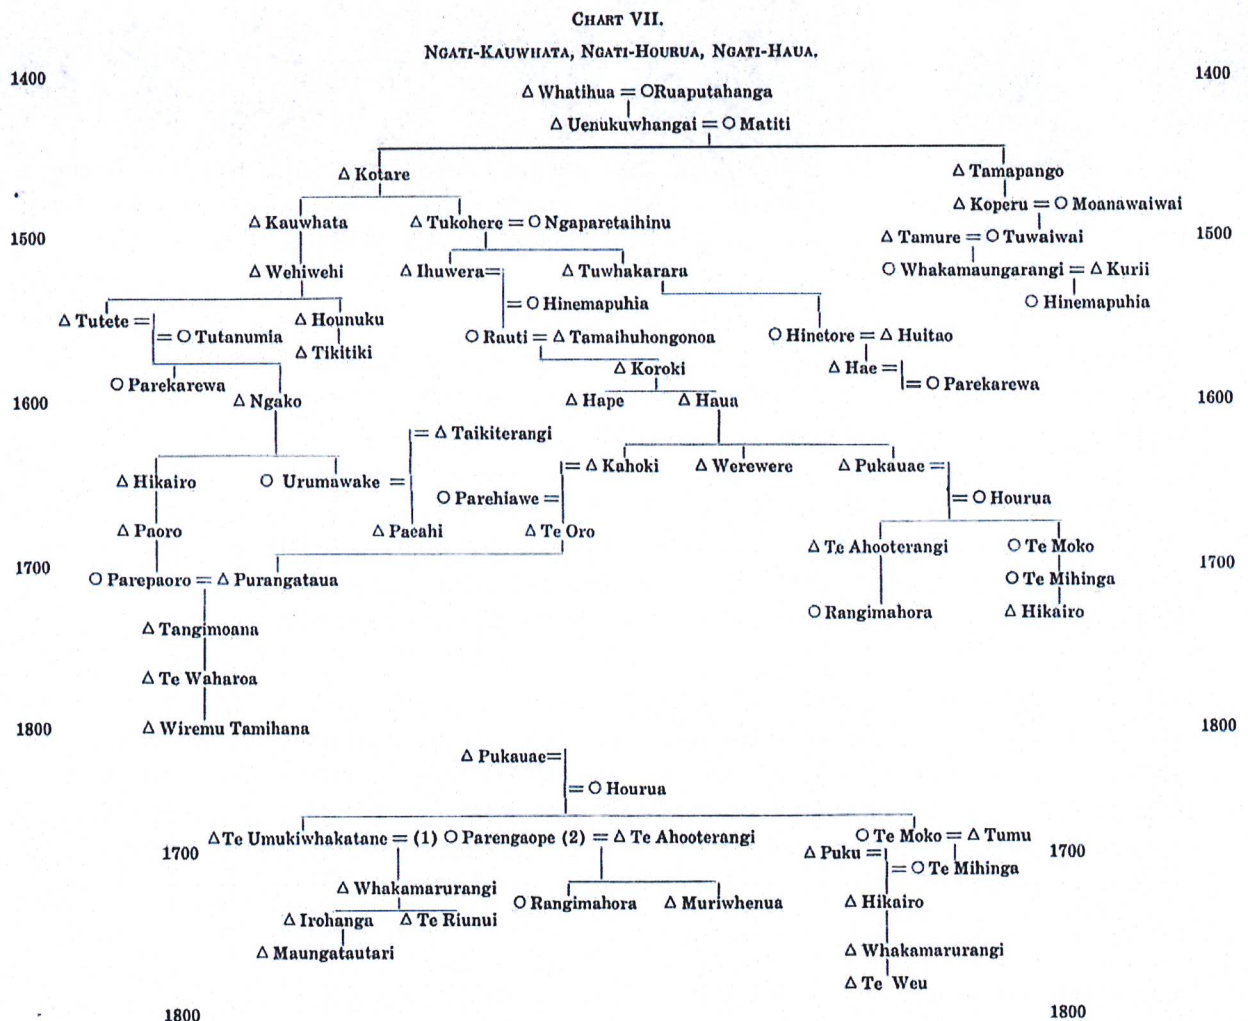 CHART VII.
NGATI-KAUWHATA, NGATI-HOURUA, NGATI-HAUA.
1400 1400
Δ Whatihua = O Ruaputahanga
Δ Uenukuwhangai = O Matiti
Δ Kotare Δ Tamapango
Δ Koperu = O Moanawaiwai
Δ Kauwhata Δ Tukohere = O Ngaparetaihinu
1500 Δ Tamure = O Tuwaiwai 1500
Δ Wehiwehi Δ Ihuwera = Δ Tuwhakarara O Whakamaungarangi = Δ Kurii
= O Hinemapuhia O Hinemapuhia
Δ Tutete = Δ Hounuku
= O Tutanumia O Rauti = Δ Tamaihuhongonoa O Hinetore = Δ Huitao
Δ Tikitiki
Δ Koroki Δ Hae =
O Parekarewa = O Parekarewa
1600 Δ Ngako Δ Hape Δ Haua 1600
= Δ Taikiterangi
= Δ Kahoki Δ Werewere Δ Pukauae =
Δ Hikairo O Urumawake =
O Parehiawe = = O Hourua
Δ Paoro Δ Paeahi Δ Te Oro
Δ Te Ahooterangi O Te Moko
1700 1700
O Parepaoro = Δ Purangataua O Te Mihinga
O Rangimahora Δ Hikairo
Δ Tangimoana
Δ Te Waharoa
1800 Δ Wiremu Tamihana 1800
Δ Pukauae =
= O Hourua
Δ Te Umukiwhakatane = (1) O Parengaope (2) = Δ Te Ahooterangi O Te Moko = Δ Tumu
1700 Δ Puku = 1700
= O Te Mihinga
Δ Whakamarurangi
O Rangimahora Δ Muriwhenua Δ Hikairo
Δ Irohanga Δ Te Riunui
Δ Maungatautari Δ Whakamarurangi
Δ Te Weu
1800 1800